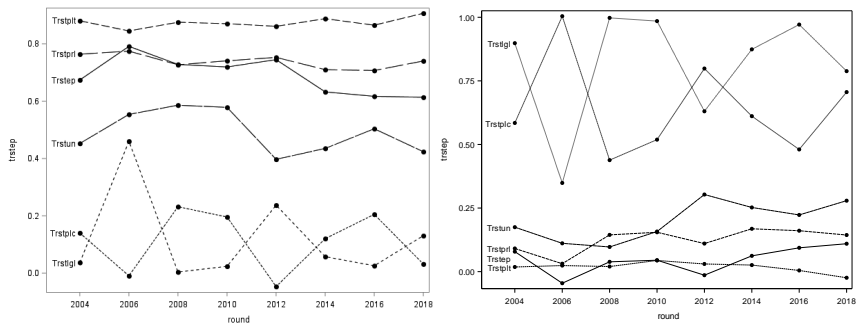 Trstplt
Trstprl
Trstep
Trstun
Trstplc
Trstlgl
0.8
0.6
0.4
0.2
0.0
trstep
2004 2006 2008 2010 2012 2014 2016 2018
round
1.00
0.75
0.50
0.25
0.00
trstep
Trstlgl
Trstplc
Trstun
Trstprl
Trstep
Trstplt
2004 2006 2008 2010 2012 2014 2016 2018
round